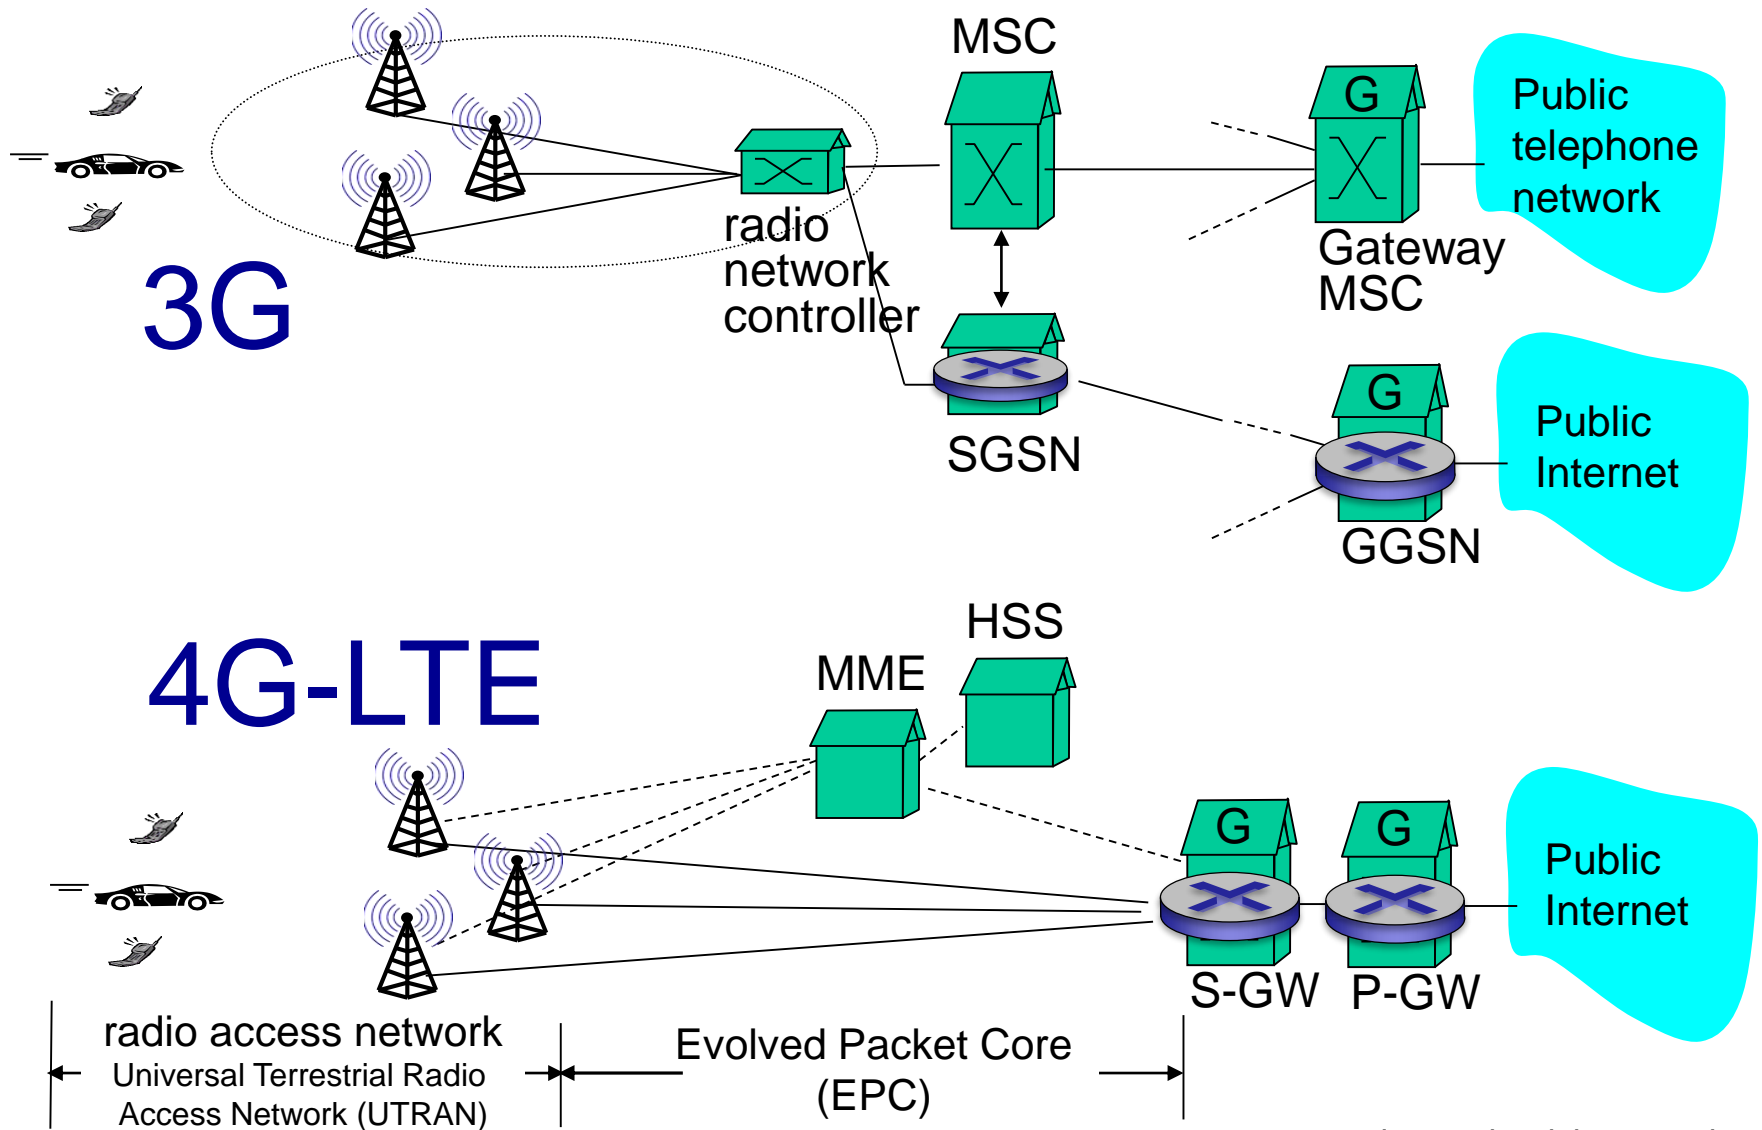 MSC
G
Public
telephone
network
radio
network
controller
Gateway
MSC
3G
G
SGSN
Public
Internet
GGSN
HSS
4G-LTE
MME
G
G
Public
Internet
S-GW
P-GW
radio access network
Universal Terrestrial Radio
Access Network (UTRAN)
Evolved Packet Core
(EPC)